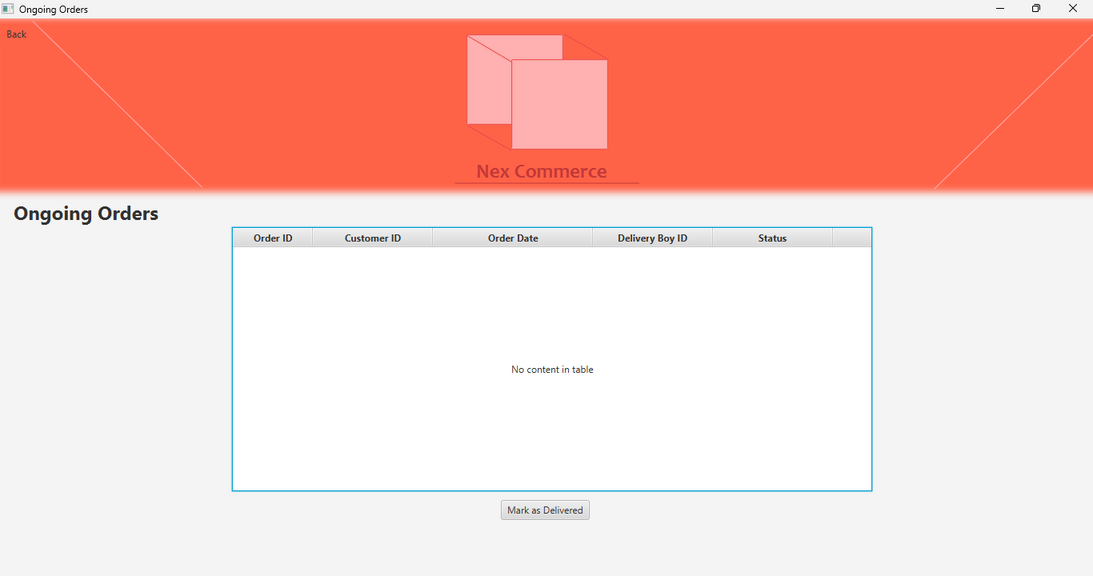 Ongoing Orders
Back
Nex Commerce
Ongoing Orders
Order ID Customer ID Order Date Delivery Boy ID Status
No content in table
Mark as Delivered